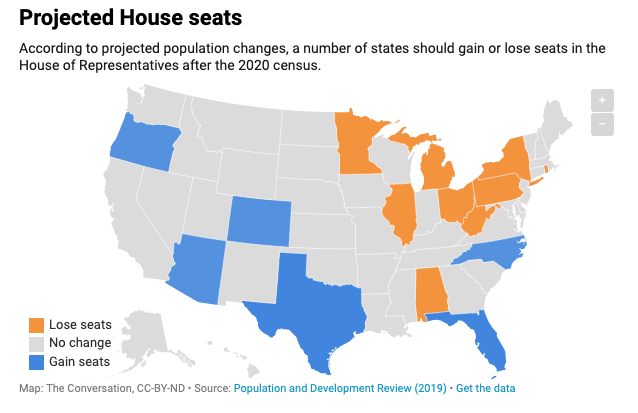 Projected House seats
According to projected population changes, a number of states should gain or lose seats in the
House of Representatives after the 2020 census.
+
−
Lose seats
No change
Gain seats
Map: The Conversation, CC-BY-ND • Source: Population and Development Review (2019) • Get the data